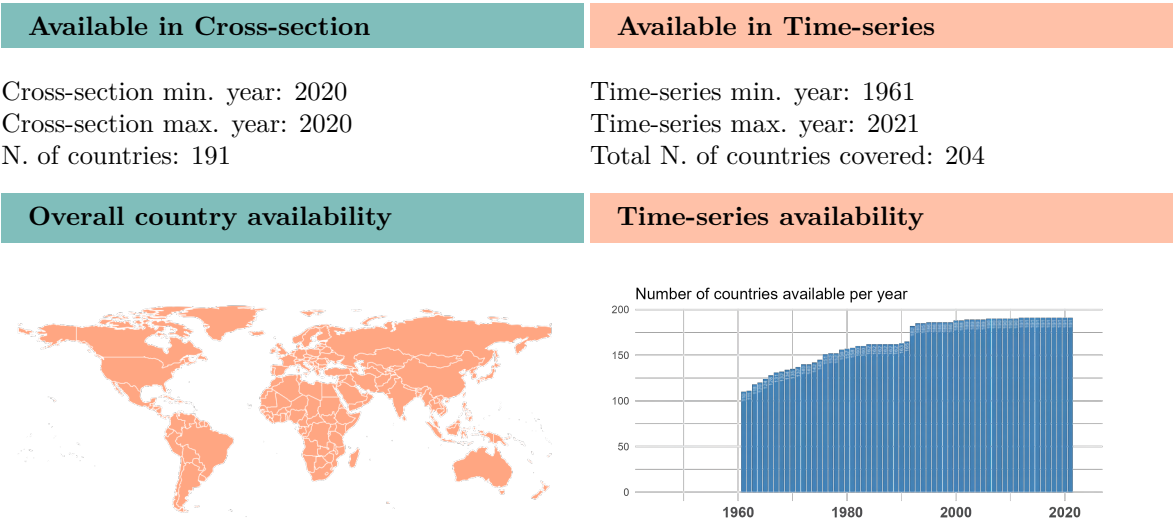 Available in Cross-section
Available in Time-series
Cross-section min. year: 2020
Cross-section max. year: 2020
N. of countries: 191
Time-series min. year: 1961
Time-series max. year: 2021
Total N. of countries covered: 204
Overall country availability
Time-series availability
Number of countries available per year
200
150
100
50
0
1960 1980 2000 2020